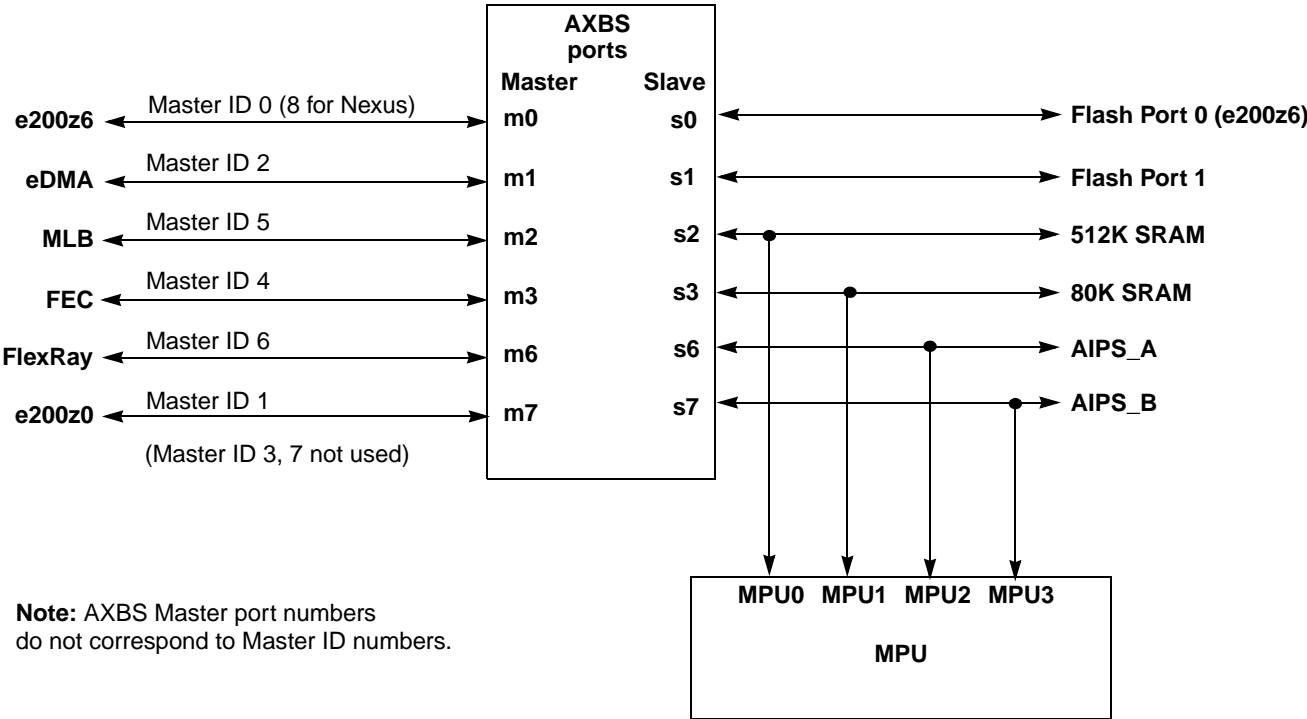 AXBS
ports
Master Slave
e200z6 Master ID 0 (8 for Nexus) m0 s0 Flash Port 0 (e200z6)
eDMA Master ID 2 m1 s1 Flash Port 1
MLB Master ID 5 m2 s2 512K SRAM
FEC Master ID 4 m3 s3 80K SRAM
FlexRay Master ID 6 m6 s6 AIPS_A
e200z0 Master ID 1 m7 s7 AIPS_B
(Master ID 3, 7 not used)
MPU0 MPU1 MPU2 MPU3
MPU
Note: AXBS Master port numbers
do not correspond to Master ID numbers.